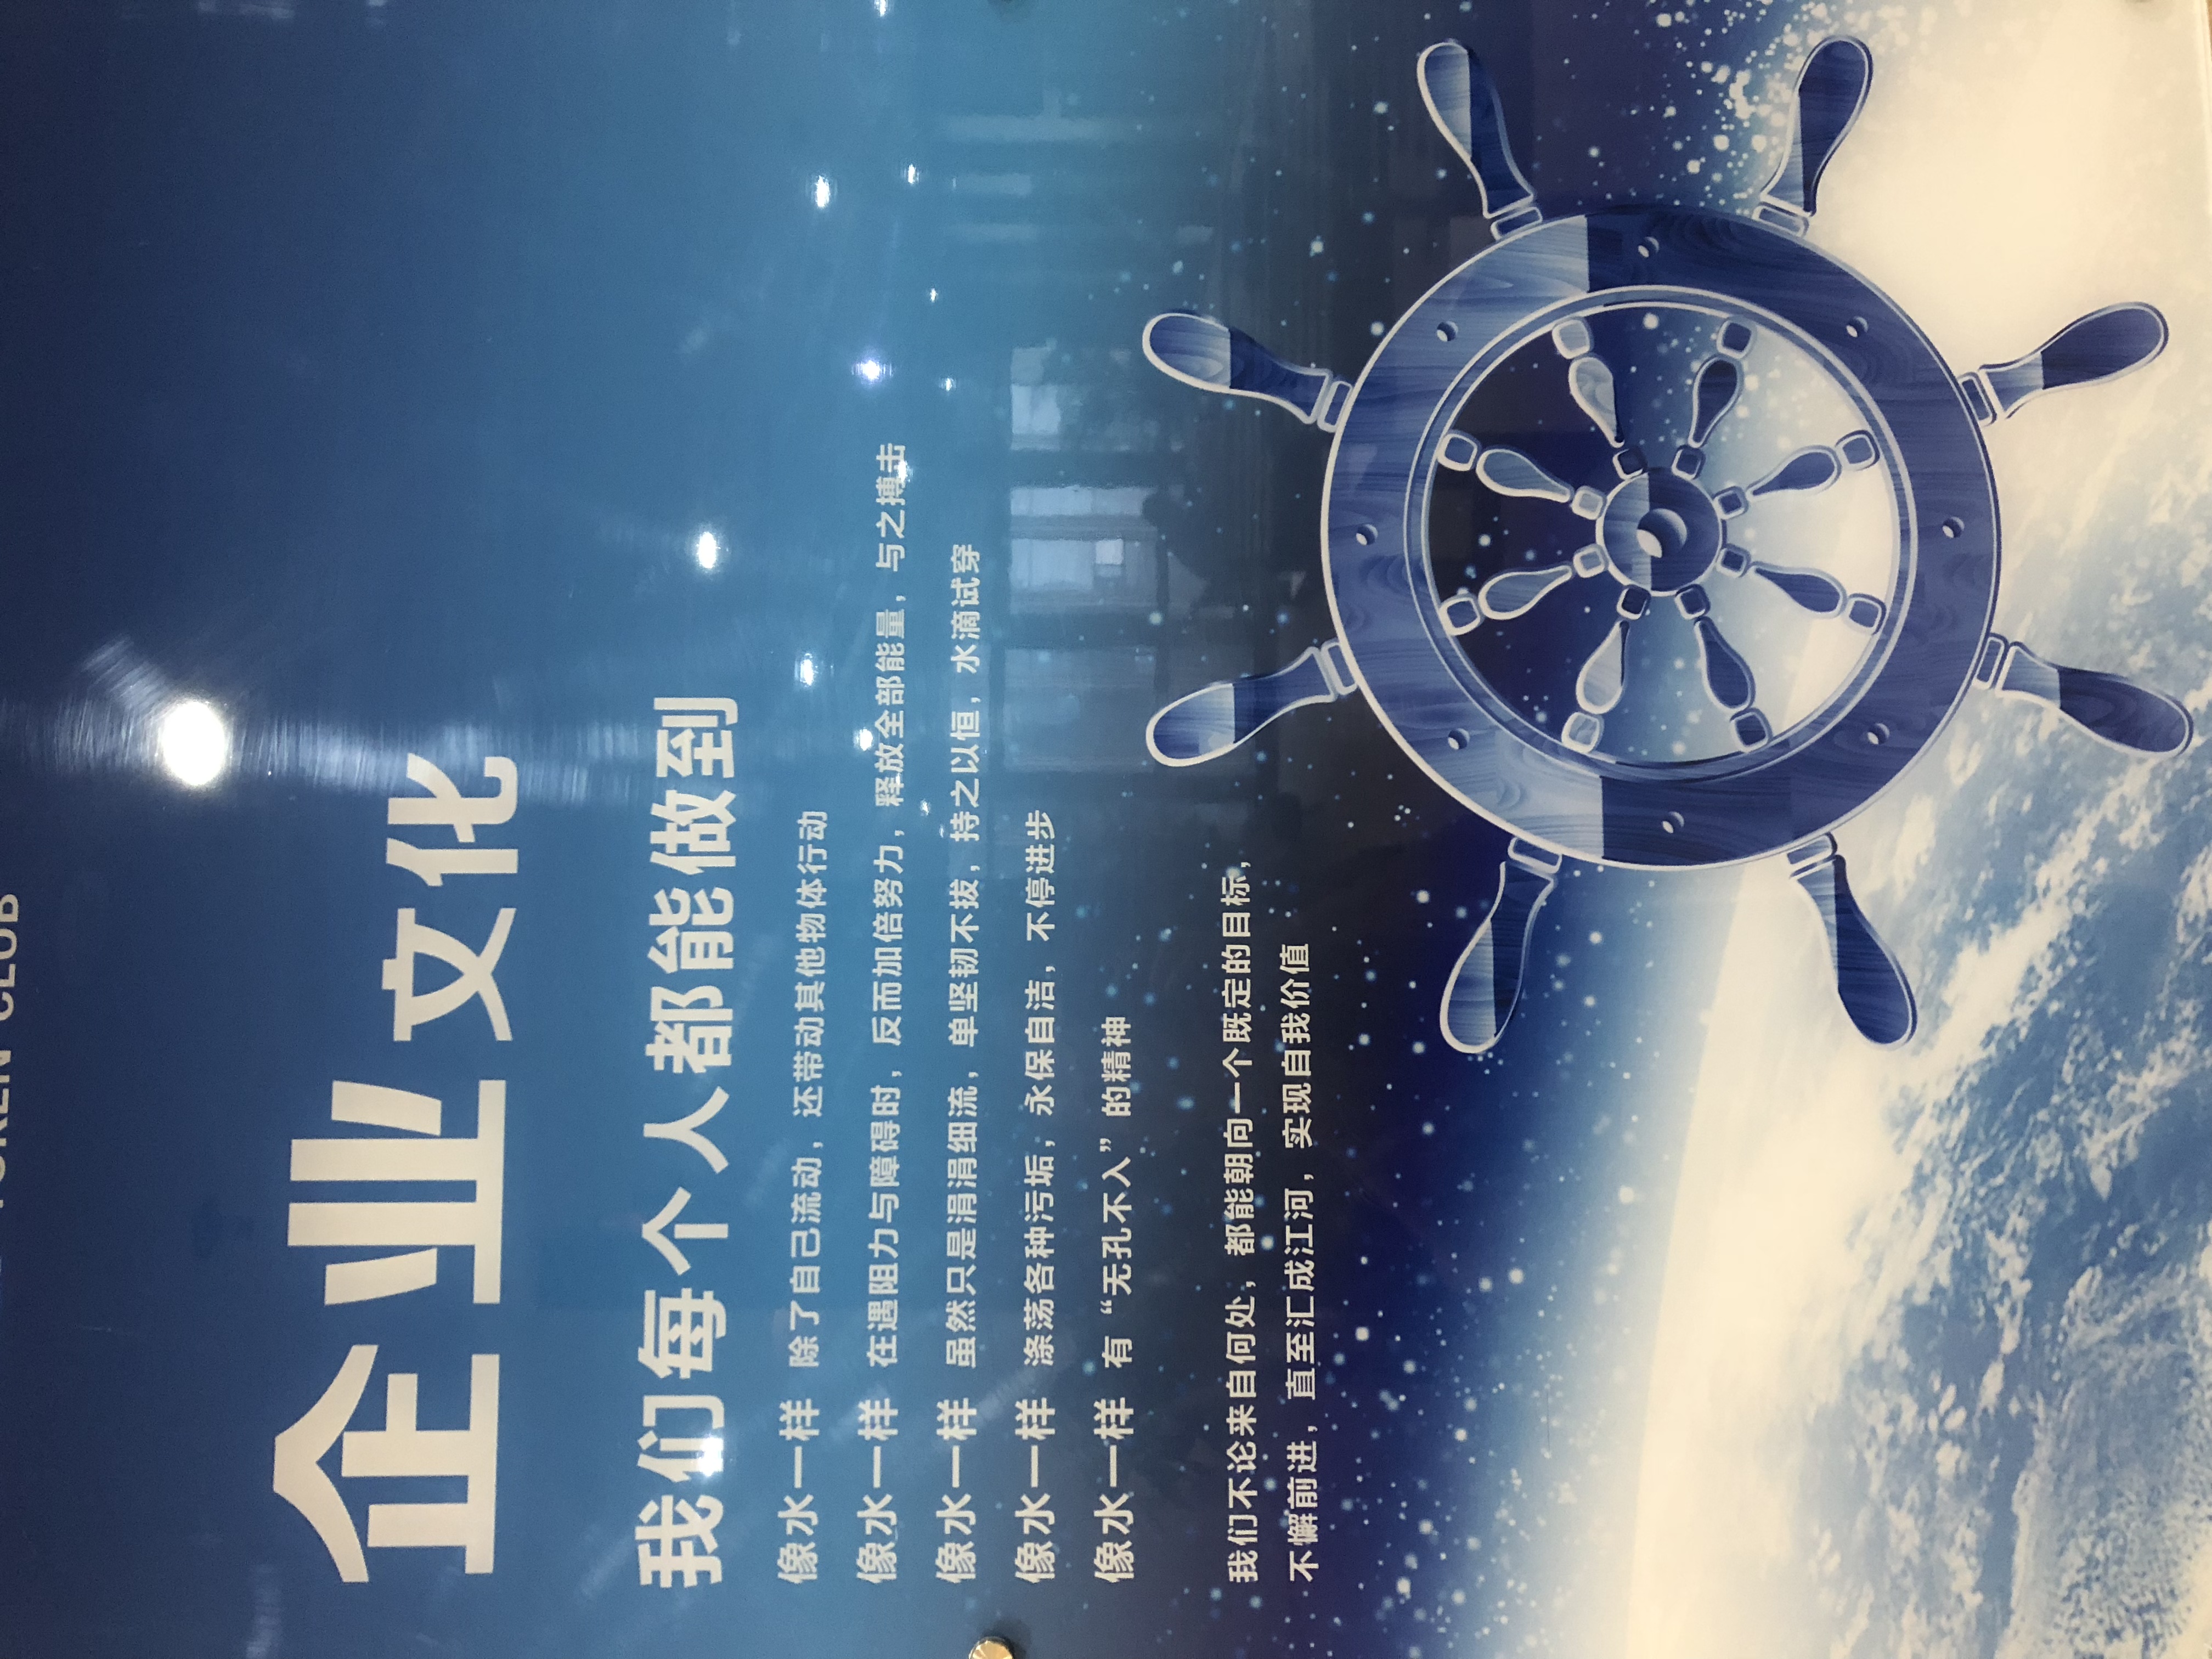 TOKEN CLUB
企业文化
我们每个人都能做到
像水一样 除了自己流动，还带动其他物体行动
像水一样 在遇阻力与障碍时，反而加倍努力，释放全部能量，与之搏击
像水一样 虽然只是涓涓细流，单坚韧不拔，持之以恒，水滴试穿
像水一样 涤荡各种污垢，永保自洁，不停进步
像水一样 有“无孔不入”的精神
我们不论来自何处，都能朝向一个既定的目标，
不懈前进，直至汇成江河，实现自我价值